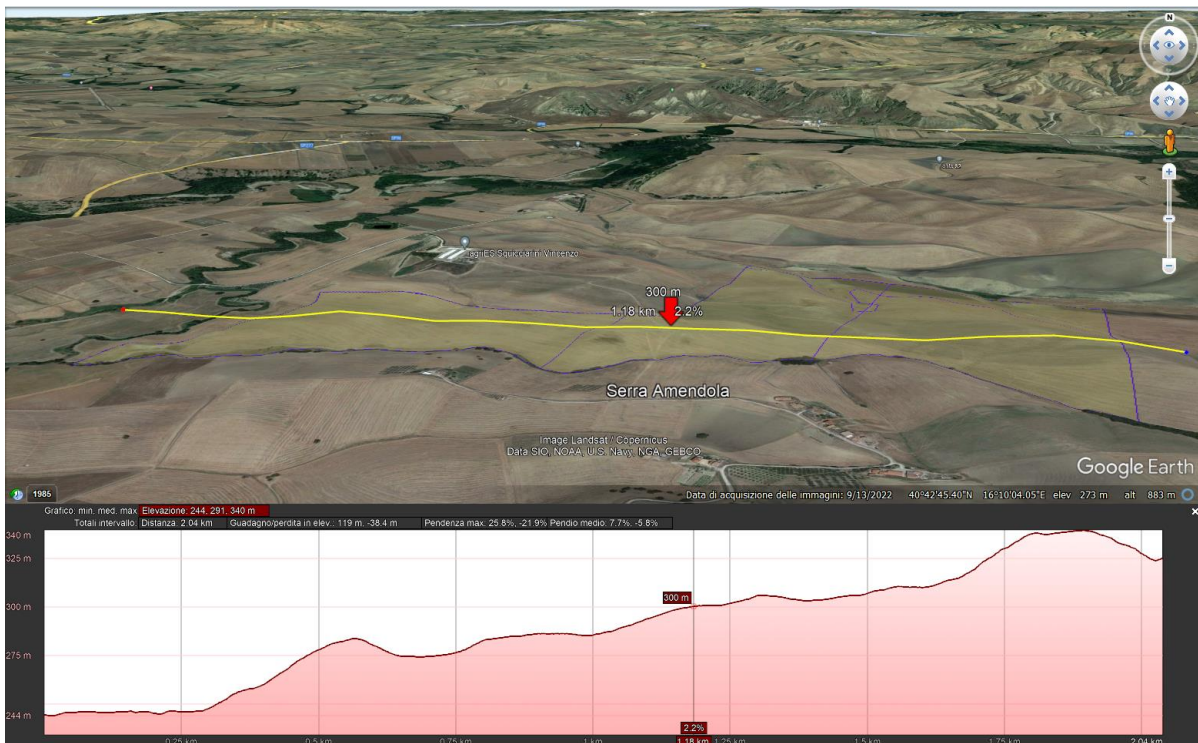 N
LagriES Squicciarini Vincenzo
300 m
1,18 km 2.2%
Serra Amendola
Image Landsat / Copernicus
Data SIO, NOAA, U.S. Navy, NGA, GEBCO
Google Earth
1985
Data di acquisizione delle immagini: 9/13/2022 40°42'45.40"N 16°10'04.05"E elev 273 m alt 883 m
Grafico: min, med, max Elevazione: 244, 291, 340 m
Totali intervallo: Distanza: 2.04 km Guadagno/perdita in elev.: 119 m, -38.4 m Pendenza max: 25.8%, -21.9% Pendio medio: 7.7%, -5.8%
340 m
325 m
300 m
300 m
275 m
244 m
2.2%
0.25 km 0.5 km 0.75 km 1 km 1.18 km 1.25 km 1.5 km 1.75 km 2.04 km